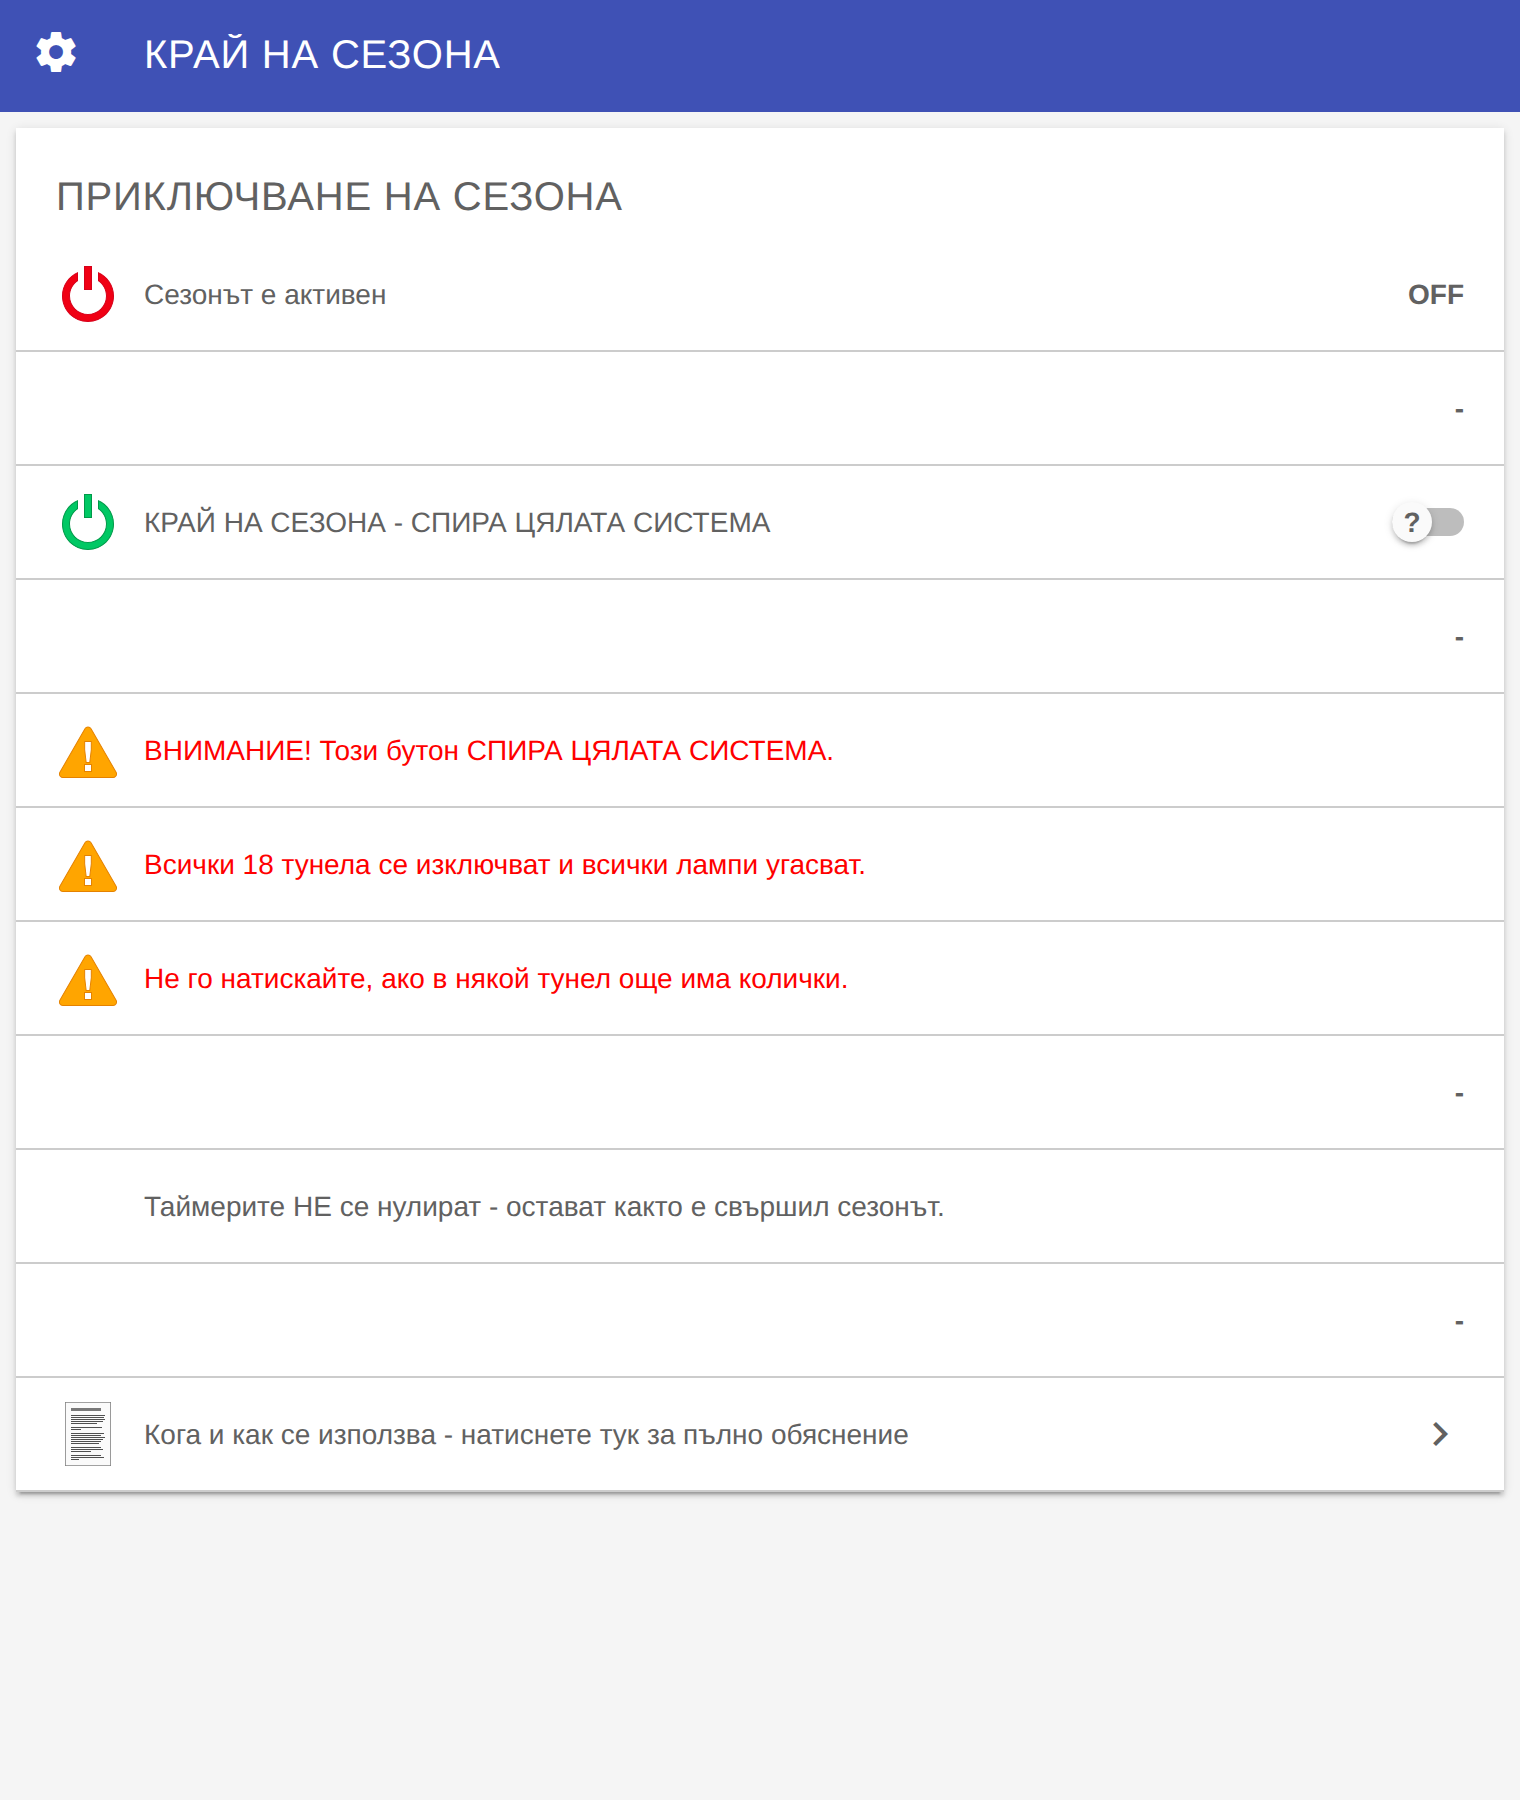 КРАЙ НА СЕЗОНА
ПРИКЛЮЧВАНЕ НА СЕЗОНА
Сезонът е активен OFF
-
КРАЙ НА СЕЗОНА - СПИРА ЦЯЛАТА СИСТЕМА ?
-
ВНИМАНИЕ! Този бутон СПИРА ЦЯЛАТА СИСТЕМА.
Всички 18 тунела се изключват и всички лампи угасват.
Не го натискайте, ако в някой тунел още има колички.
-
Таймерите НЕ се нулират - остават както е свършил сезонът.
-
Кога и как се използва - натиснете тук за пълно обяснение